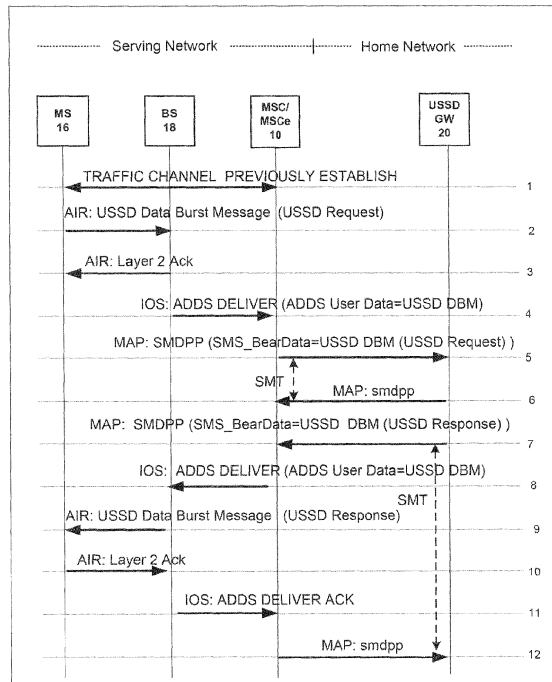 Serving Network
Home Network
MS
16
BS
18
MSC/
MSCe
10
USSD
GW
20
TRAFFIC CHANNEL PREVIOUSLY ESTABLISH
1
AIR: USSD Data Burst Message (USSD Request)
2
AIR: Layer 2 Ack
3
IOS: ADDS DELIVER (ADDS User Data=USSD DBM)
4
MAP: SMDPP (SMS_BearData=USSD DBM (USSD Request) )
5
SMT
MAP: smdpp
6
MAP: SMDPP (SMS_BearData=USSD DBM (USSD Response) )
7
IOS: ADDS DELIVER (ADDS User Data=USSD DBM)
8
SMT
AIR: USSD Data Burst Message (USSD Response)
9
AIR: Layer 2 Ack
10
IOS: ADDS DELIVER ACK
11
MAP: smdpp
12